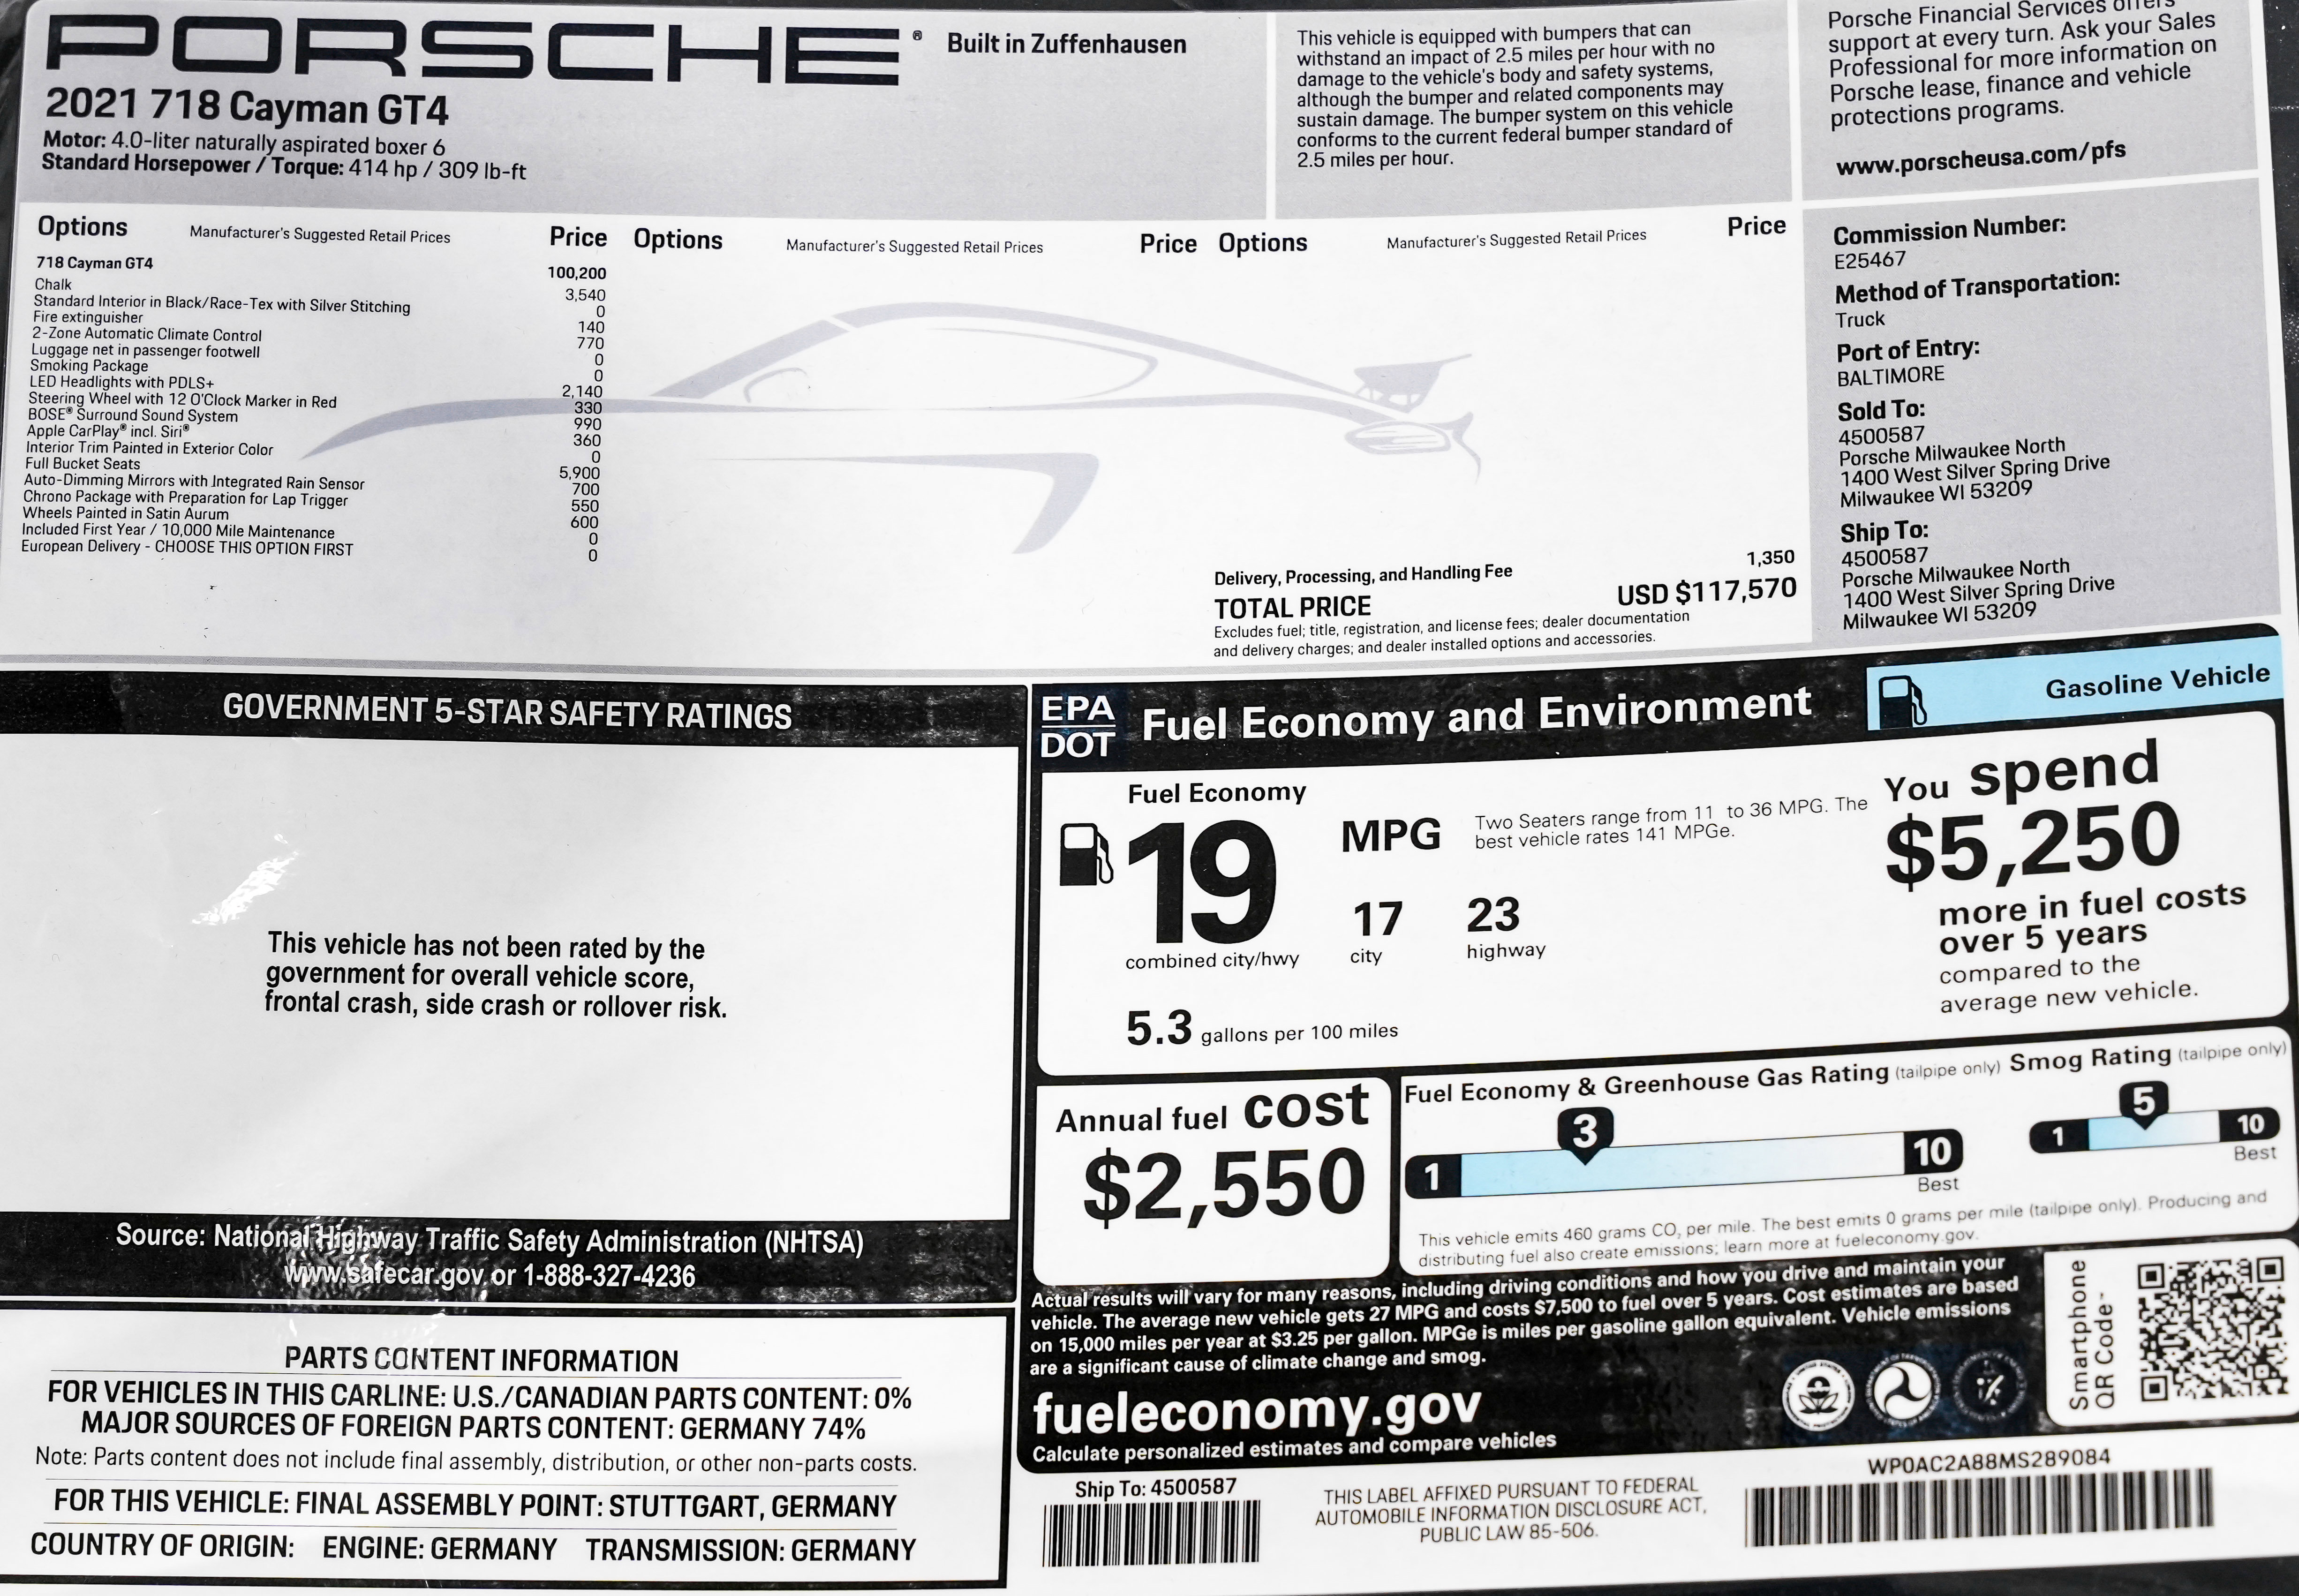 PORSCHE® Built in Zuffenhausen
2021 718 Cayman GT4
Motor: 4.0-liter naturally aspirated boxer 6
Standard Horsepower / Torque: 414 hp / 309 lb-ft
This vehicle is equipped with bumpers that can
withstand an impact of 2.5 miles per hour with no
damage to the vehicle's body and safety systems,
although the bumper and related components may
sustain damage. The bumper system on this vehicle
conforms to the current federal bumper standard of
2.5 miles per hour.
Porsche Financial Services offers
support at every turn. Ask your Sales
Professional for more information on
Porsche lease, finance and vehicle
protections programs.
www.porscheusa.com/pfs
Options Manufacturer's Suggested Retail Prices Price Options Manufacturer's Suggested Retail Prices Price Options Manufacturer's Suggested Retail Prices Price
718 Cayman GT4 100,200
Chalk 3,540
Standard Interior in Black/Race-Tex with Silver Stitching 0
Fire extinguisher 140
2-Zone Automatic Climate Control 770
Luggage net in passenger footwell 0
Smoking Package 0
LED Headlights with PDLS+ 2,140
Steering Wheel with 12 O'Clock Marker in Red 330
BOSE® Surround Sound System 990
Apple CarPlay® incl. Siri® 360
Interior Trim Painted in Exterior Color 0
Full Bucket Seats 5,900
Auto-Dimming Mirrors with Integrated Rain Sensor 700
Chrono Package with Preparation for Lap Trigger 550
Wheels Painted in Satin Aurum 600
Included First Year / 10,000 Mile Maintenance 0
European Delivery - CHOOSE THIS OPTION FIRST 0
Delivery, Processing, and Handling Fee 1,350
TOTAL PRICE USD $117,570
Excludes fuel; title, registration, and license fees; dealer documentation
and delivery charges; and dealer installed options and accessories.
Commission Number:
E25467
Method of Transportation:
Truck
Port of Entry:
BALTIMORE
Sold To:
4500587
Porsche Milwaukee North
1400 West Silver Spring Drive
Milwaukee WI 53209
Ship To:
4500587
Porsche Milwaukee North
1400 West Silver Spring Drive
Milwaukee WI 53209
GOVERNMENT 5-STAR SAFETY RATINGS
This vehicle has not been rated by the
government for overall vehicle score,
frontal crash, side crash or rollover risk.
Source: National Highway Traffic Safety Administration (NHTSA)
www.safecar.gov or 1-888-327-4236
PARTS CONTENT INFORMATION
FOR VEHICLES IN THIS CARLINE: U.S./CANADIAN PARTS CONTENT: 0%
MAJOR SOURCES OF FOREIGN PARTS CONTENT: GERMANY 74%
Note: Parts content does not include final assembly, distribution, or other non-parts costs.
FOR THIS VEHICLE: FINAL ASSEMBLY POINT: STUTTGART, GERMANY
COUNTRY OF ORIGIN: ENGINE: GERMANY TRANSMISSION: GERMANY
EPA
DOT
Fuel Economy and Environment
Gasoline Vehicle
Fuel Economy
19 MPG
combined city/hwy
17
city
23
highway
Two Seaters range from 11 to 36 MPG. The
best vehicle rates 141 MPGe.
5.3 gallons per 100 miles
You spend
$5,250
more in fuel costs
over 5 years
compared to the
average new vehicle.
Annual fuel cost
$2,550
Fuel Economy & Greenhouse Gas Rating (tailpipe only)
1 3 10
Best
Smog Rating (tailpipe only)
1 5 10
Best
This vehicle emits 460 grams CO₂ per mile. The best emits 0 grams per mile (tailpipe only). Producing and
distributing fuel also create emissions; learn more at fueleconomy.gov.
Actual results will vary for many reasons, including driving conditions and how you drive and maintain your
vehicle. The average new vehicle gets 27 MPG and costs $7,500 to fuel over 5 years. Cost estimates are based
on 15,000 miles per year at $3.25 per gallon. MPGe is miles per gasoline gallon equivalent. Vehicle emissions
are a significant cause of climate change and smog.
fueleconomy.gov
Calculate personalized estimates and compare vehicles
Smartphone
QR Code™
Ship To: 4500587
THIS LABEL AFFIXED PURSUANT TO FEDERAL
AUTOMOBILE INFORMATION DISCLOSURE ACT,
PUBLIC LAW 85-506.
WP0AC2A88MS289084